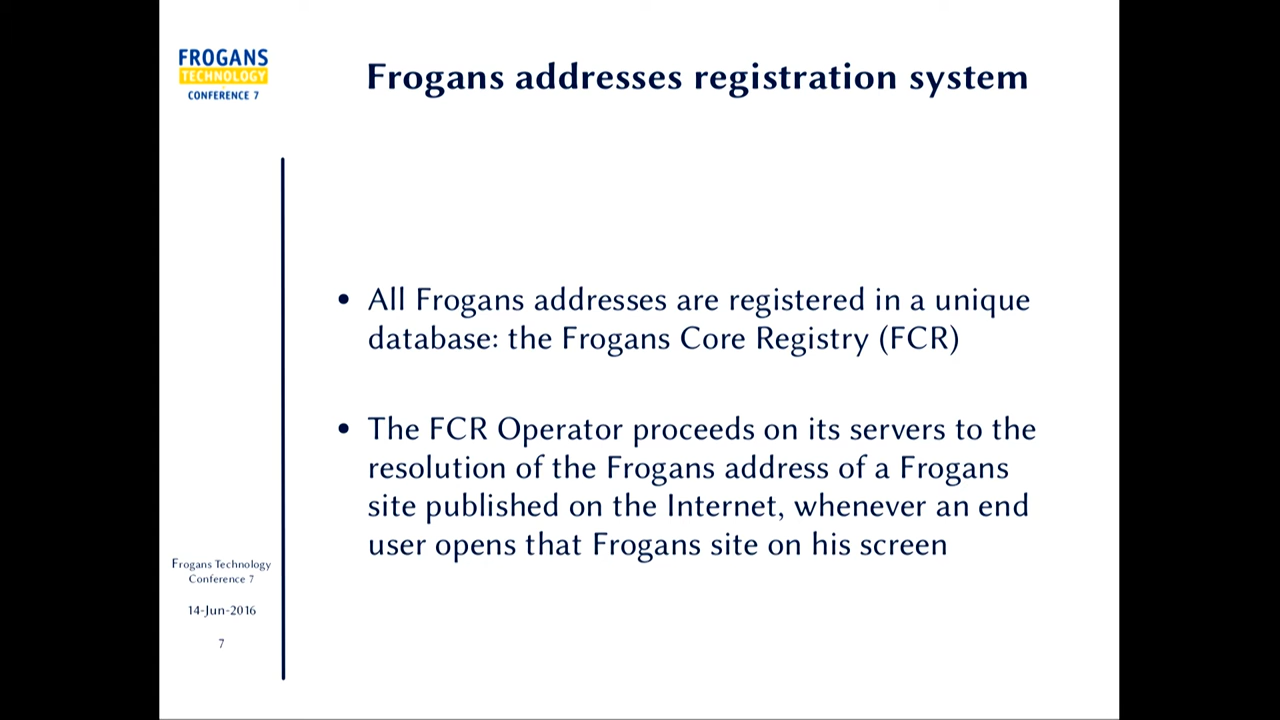 FROGANS
TECHNOLOGY
CONFERENCE 7
Frogans addresses registration system
• All Frogans addresses are registered in a unique
database: the Frogans Core Registry (FCR)
• The FCR Operator proceeds on its servers to the
resolution of the Frogans address of a Frogans
site published on the Internet, whenever an end
user opens that Frogans site on his screen
Frogans Technology
Conference 7
14-Jun-2016
7